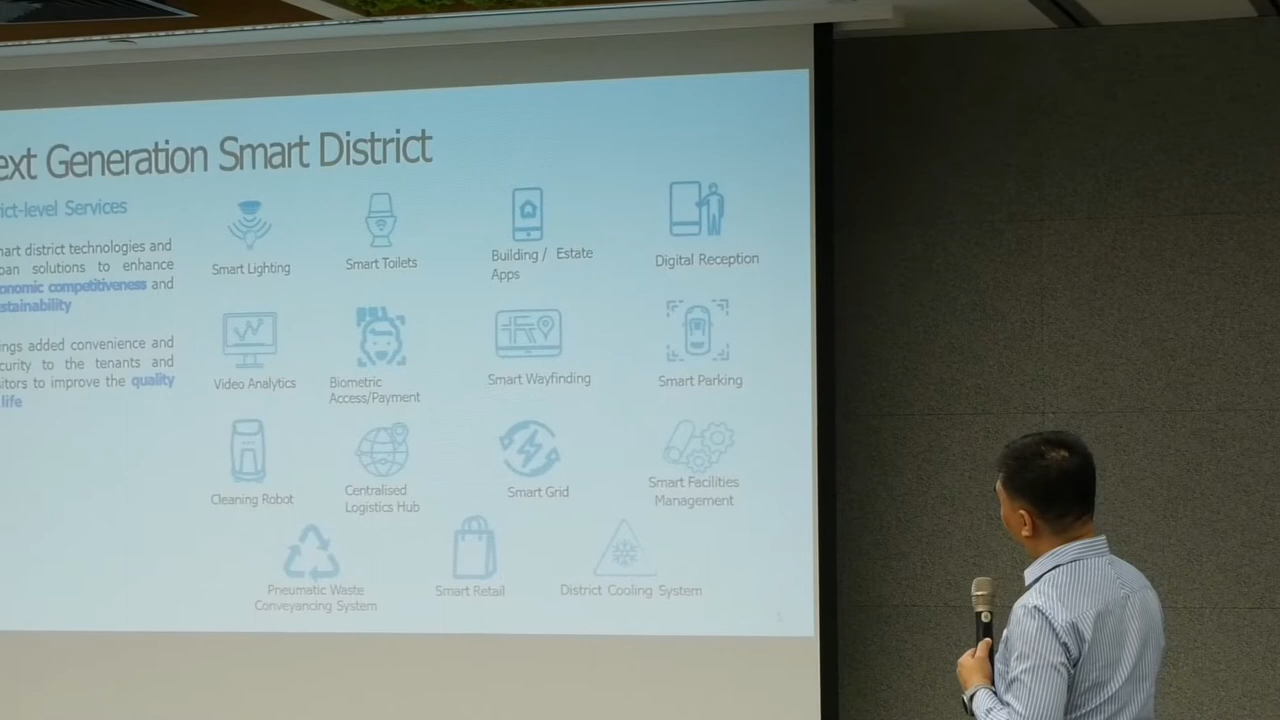 ext Generation Smart District
ict-level Services
nart district technologies and
ban solutions to enhance
onomic competitiveness and
stainability
ings added convenience and
curity to the tenants and
sitors to improve the quality
life
Smart Lighting
Smart Toilets
Building / Estate
Apps
Digital Reception
Video Analytics
Biometric
Access/Payment
Smart Wayfinding
Smart Parking
Cleaning Robot
Centralised
Logistics Hub
Smart Grid
Smart Facilities
Management
Pneumatic Waste
Conveyancing System
Smart Retail
District Cooling System